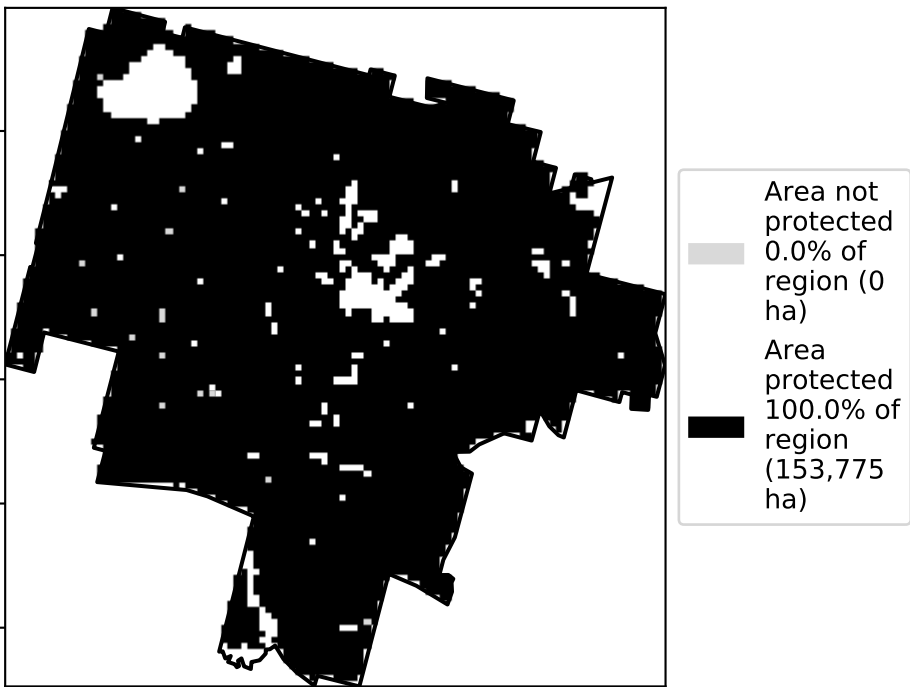 Area not
protected
0.0% of
region (0
ha)
Area
protected
100.0% of
region
(153,775
ha)